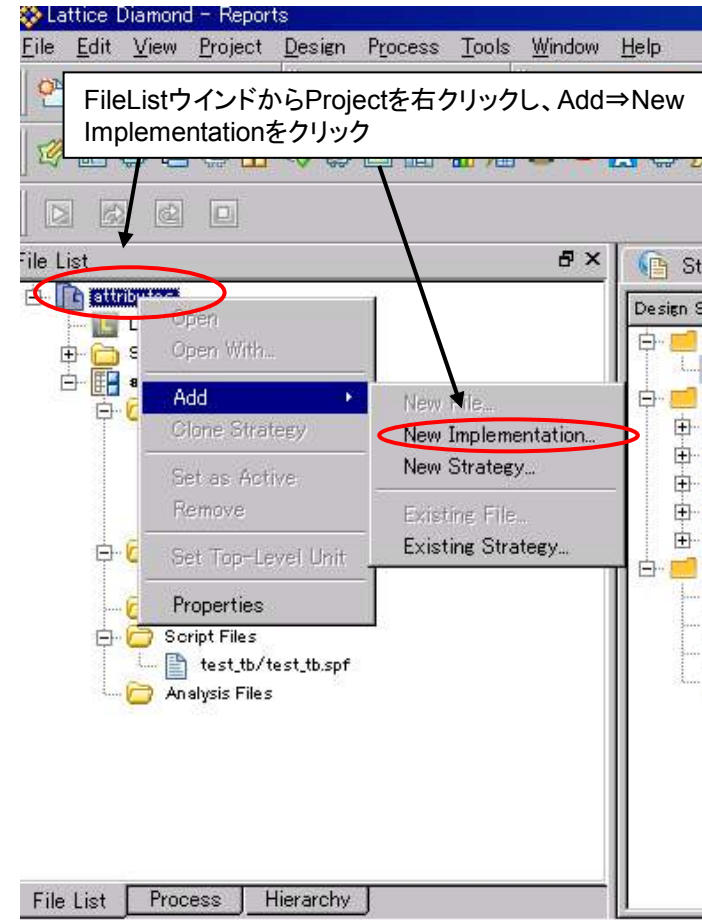 Lattice Diamond - Reports
File Edit View Project Design Process Tools Window Help
FileListウインドからProjectを右クリックし、Add⇒New
Implementationをクリック
File List
St
attributes
Design S
Open
Open With...
Add
New File...
Clone Strategy
New Implementation...
New Strategy...
Set as Active
Remove
Existing File...
Set Top-Level Unit
Existing Strategy...
Properties
Script Files
test_tb/test_tb.spf
Analysis Files
File List Process Hierarchy